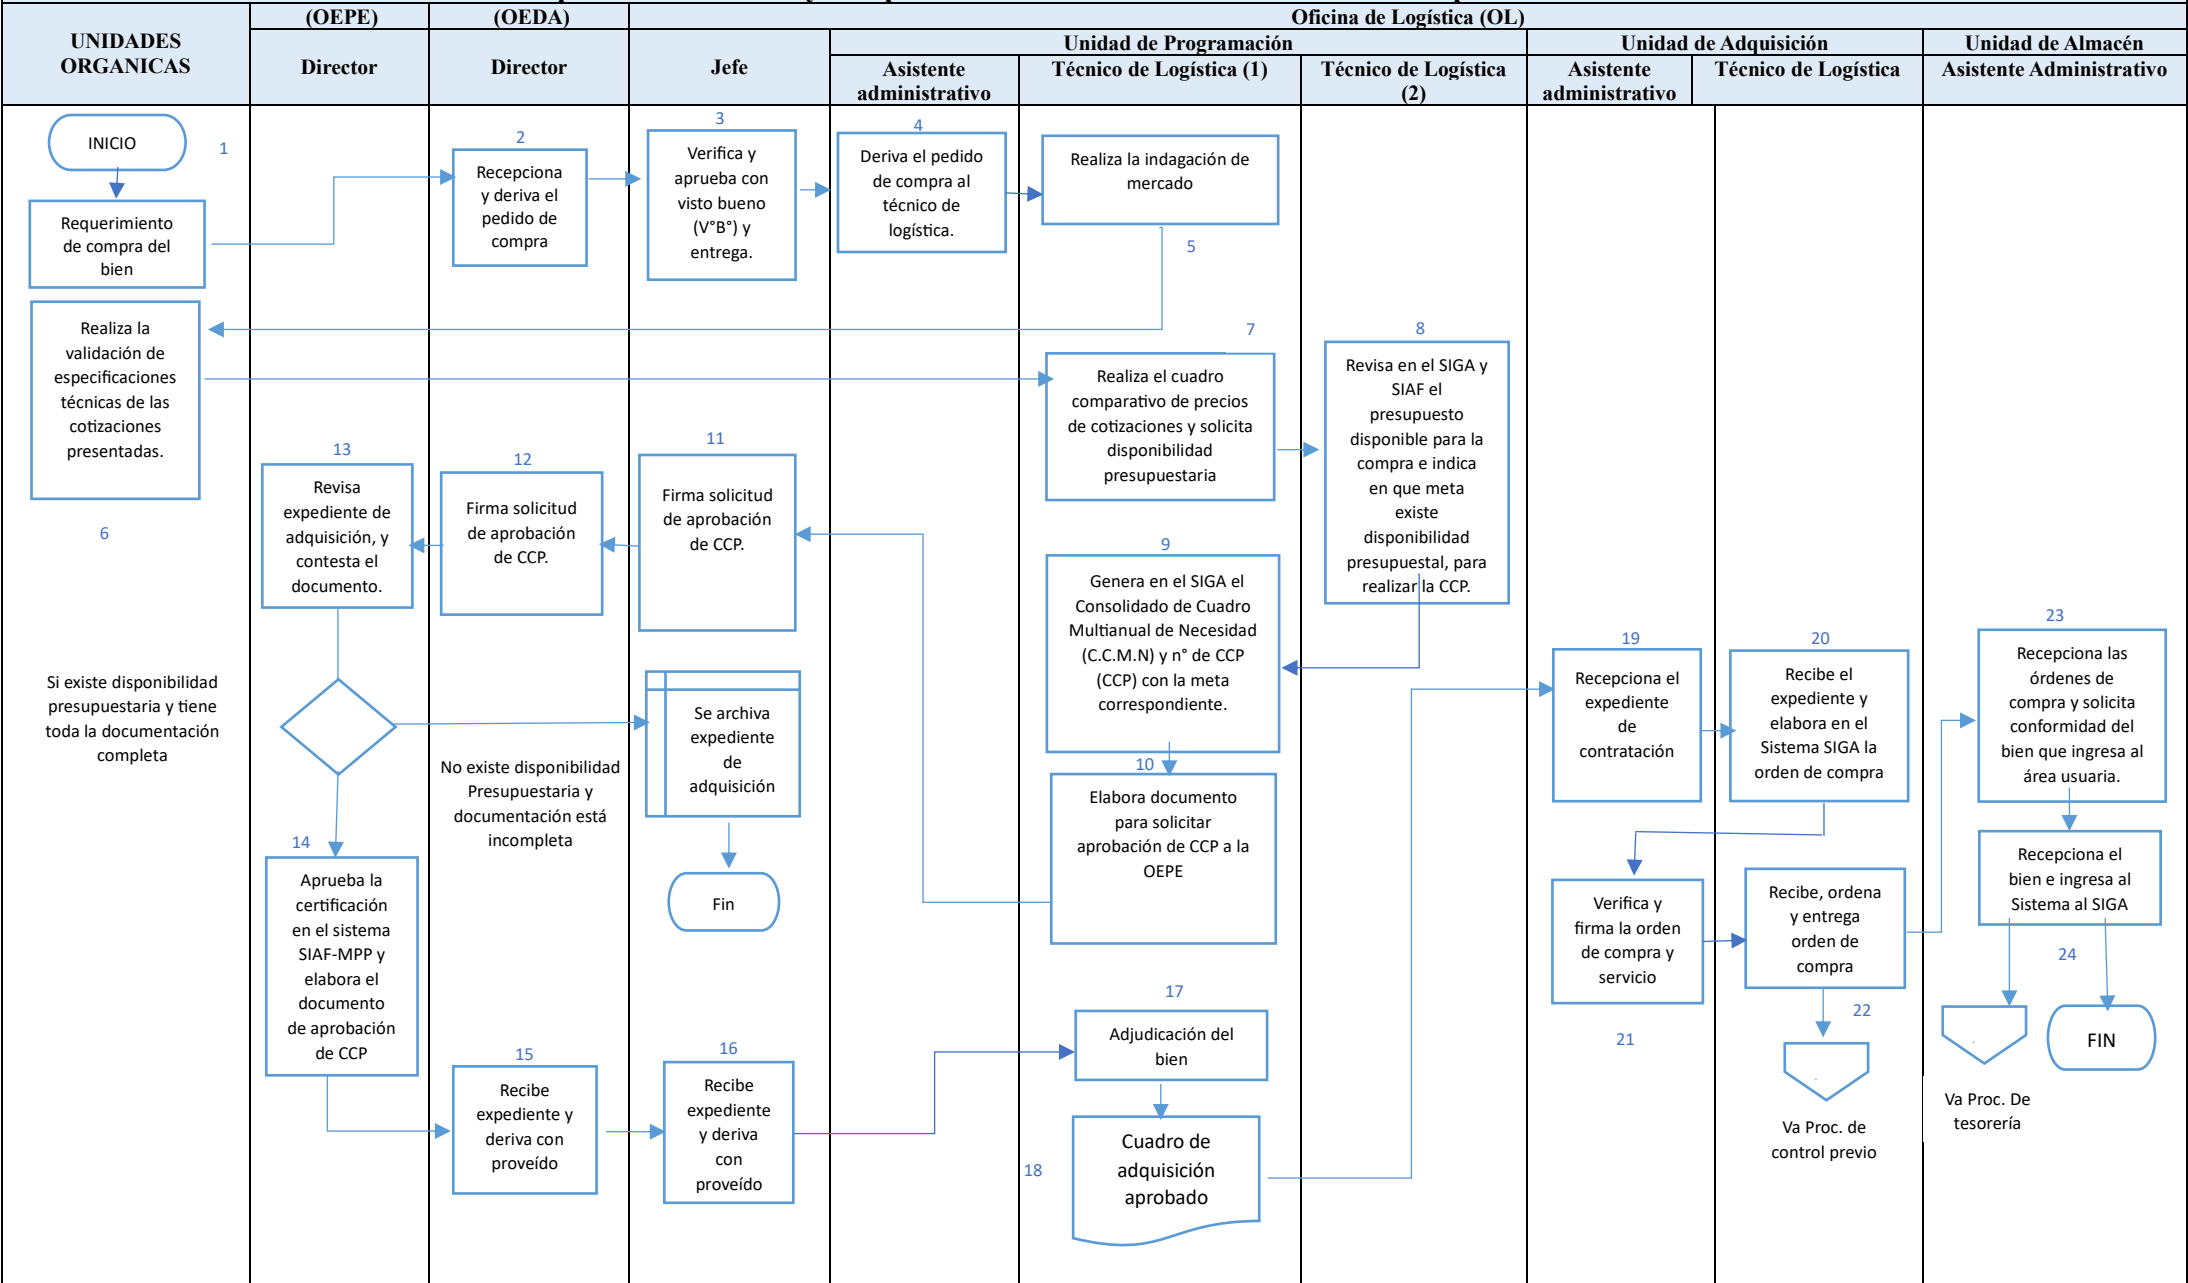 (OEPE)
(OEDA)
Oficina de Logística (OL)
UNIDADES
ORGANICAS
Director
Director
Jefe
Unidad de Programación
Unidad de Adquisición
Unidad de Almacén
Asistente
administrativo
Técnico de Logística (1)
Técnico de Logística
(2)
Asistente
administrativo
Técnico de Logística
Asistente Administrativo
INICIO
1
Requerimiento
de compra del
bien
2
Recepciona
y deriva el
pedido de
compra
3
Verifica y
aprueba con
visto bueno
(V°B°) y
entrega.
4
Deriva el pedido
de compra al
técnico de
logística.
Realiza la indagación de
mercado
5
Realiza la
validación de
especificaciones
técnicas de las
cotizaciones
presentadas.
6
7
Realiza el cuadro
comparativo de precios
de cotizaciones y solicita
disponibilidad
presupuestaria
8
Revisa en el SIGA y
SIAF el
presupuesto
disponible para la
compra e indica
en que meta
existe
disponibilidad
presupuestal, para
realizar la CCP.
9
Genera en el SIGA el
Consolidado de Cuadro
Multianual de Necesidad
(C.C.M.N) y n° de CCP
(CCP) con la meta
correspondiente.
10
Elabora documento
para solicitar
aprobación de CCP a la
OEPE
11
Firma solicitud
de aprobación
de CCP.
12
Firma solicitud
de aprobación
de CCP.
13
Revisa
expediente de
adquisición, y
contesta el
documento.
Si existe disponibilidad
presupuestaria y tiene
toda la documentación
completa
No existe disponibilidad
Presupuestaria y
documentación está
incompleta
Se archiva
expediente
de
adquisición
Fin
14
Aprueba la
certificación
en el sistema
SIAF-MPP y
elabora el
documento
de aprobación
de CCP
15
Recibe
expediente y
deriva con
proveído
16
Recibe
expediente
y deriva
con
proveído
17
Adjudicación del
bien
18
Cuadro de
adquisición
aprobado
19
Recepciona el
expediente
de
contratación
20
Recibe el
expediente y
elabora en el
Sistema SIGA la
orden de compra
Verifica y
firma la orden
de compra y
servicio
21
Recibe, ordena
y entrega
orden de
compra
22
Va Proc. de
control previo
23
Recepciona las
órdenes de
compra y solicita
conformidad del
bien que ingresa al
área usuaria.
Recepciona el
bien e ingresa al
Sistema al SIGA
24
Va Proc. De
tesorería
FIN